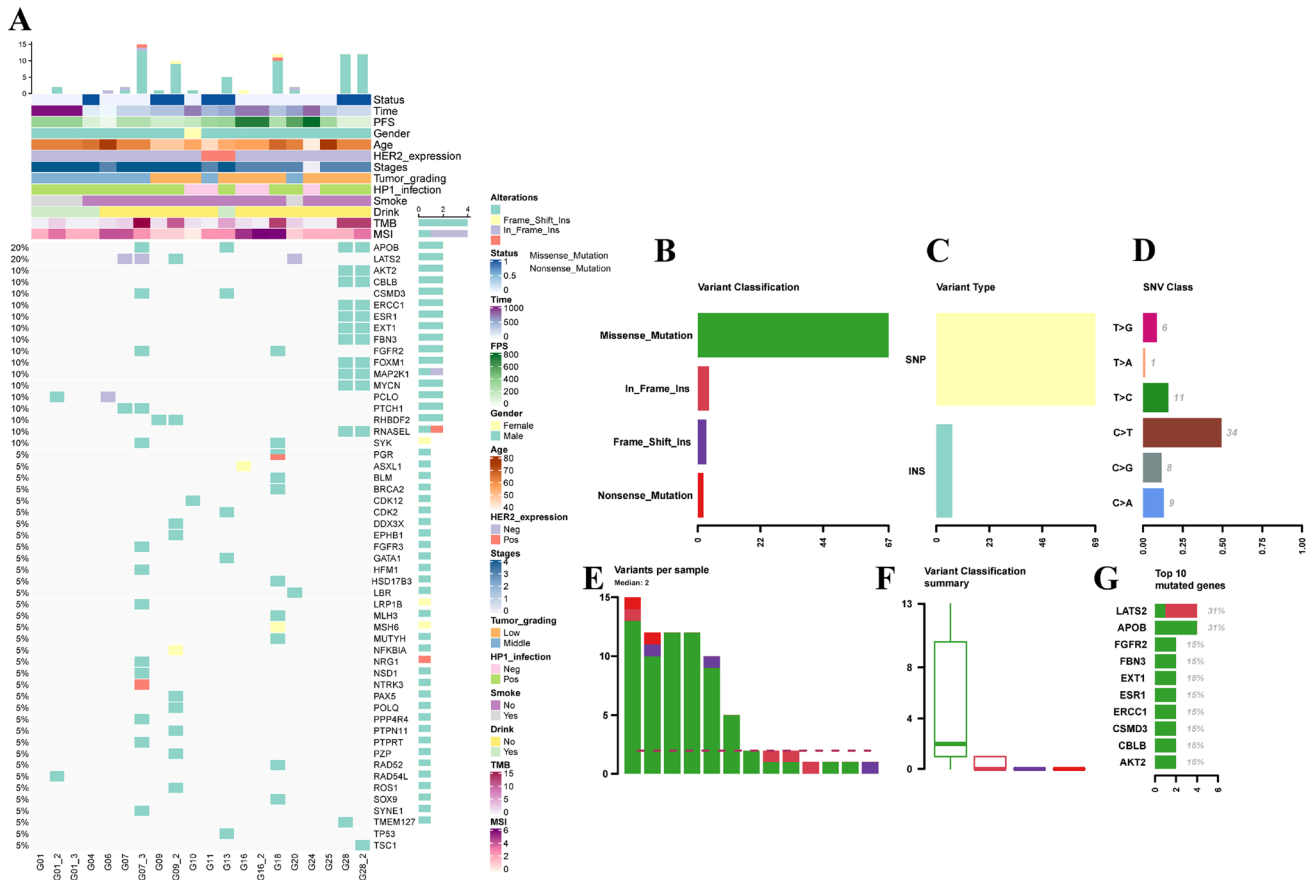 A
15
10
5
0
Status
Time
PFS
Gender
Age
HER2_expression
Stages
Tumor_grading
HP1_infection
Smoke
Drink
TMB
MSI
0 1 2 3 4
20% APOB
20% LATS2
10% AKT2
10% CBLB
10% CSMD3
10% ERCC1
10% ESR1
10% EXT1
10% FBN3
10% FGFR2
10% FOXM1
10% MAP2K1
10% MYCN
10% PCLO
10% PTCH1
10% RHBDF2
10% RNASEL
10% SYK
5% PGR
5% ASXL1
5% BLM
5% BRCA2
5% CDK12
5% CDK2
5% DDX3X
5% EPHB1
5% FGFR3
5% GATA1
5% HFM1
5% HSD17B3
5% LBR
5% LRP1B
5% MLH3
5% MSH6
5% MUTYH
5% NFKBIA
5% NRG1
5% NSD1
5% NTRK3
5% PAX5
5% POLQ
5% PPP4R4
5% PTPN11
5% PTPRT
5% PZP
5% RAD52
5% RAD54L
5% ROS1
5% SOX9
5% SYNE1
5% TMEM127
5% TP53
5% TSC1
G01 G01_2 G01_3 G04 G06 G07 G07_3 G09 G09_2 G10 G11 G13 G16 G16_2 G18 G20 G24 G25 G28 G28_2
Alterations
Frame_Shift_Ins
In_Frame_Ins
Status
Missense_Mutation
1
0.5
Nonsense_Mutation
0
Time
1000
500
0
FPS
800
600
400
200
0
Gender
Female
Male
Age
80
70
60
50
40
HER2_expression
Neg
Pos
Stages
4
3
2
1
0
Tumor_grading
Low
Middle
HP1_infection
Neg
Pos
Smoke
No
Yes
Drink
No
Yes
TMB
15
10
5
0
MSI
6
4
2
0
B
Variant Classification
Missense_Mutation
In_Frame_Ins
Frame_Shift_Ins
Nonsense_Mutation
0 22 44 67
C
Variant Type
SNP
INS
0 23 46 69
D
SNV Class
T>G 6
T>A 1
T>C 11
C>T 34
C>G 8
C>A 9
0.00 0.25 0.50 0.75 1.00
E
Variants per sample
Median: 2
15
10
5
0
F
Variant Classification
summary
13
8
4
0
G
Top 10
mutated genes
LATS2 31%
APOB 31%
FGFR2 15%
FBN3 15%
EXT1 15%
ESR1 15%
ERCC1 15%
CSMD3 15%
CBLB 15%
AKT2 15%
0 2 4 6